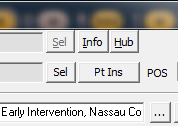 Sel Info Hub
Sel Pt Ins POS
Early Intervention, Nassau Co ...